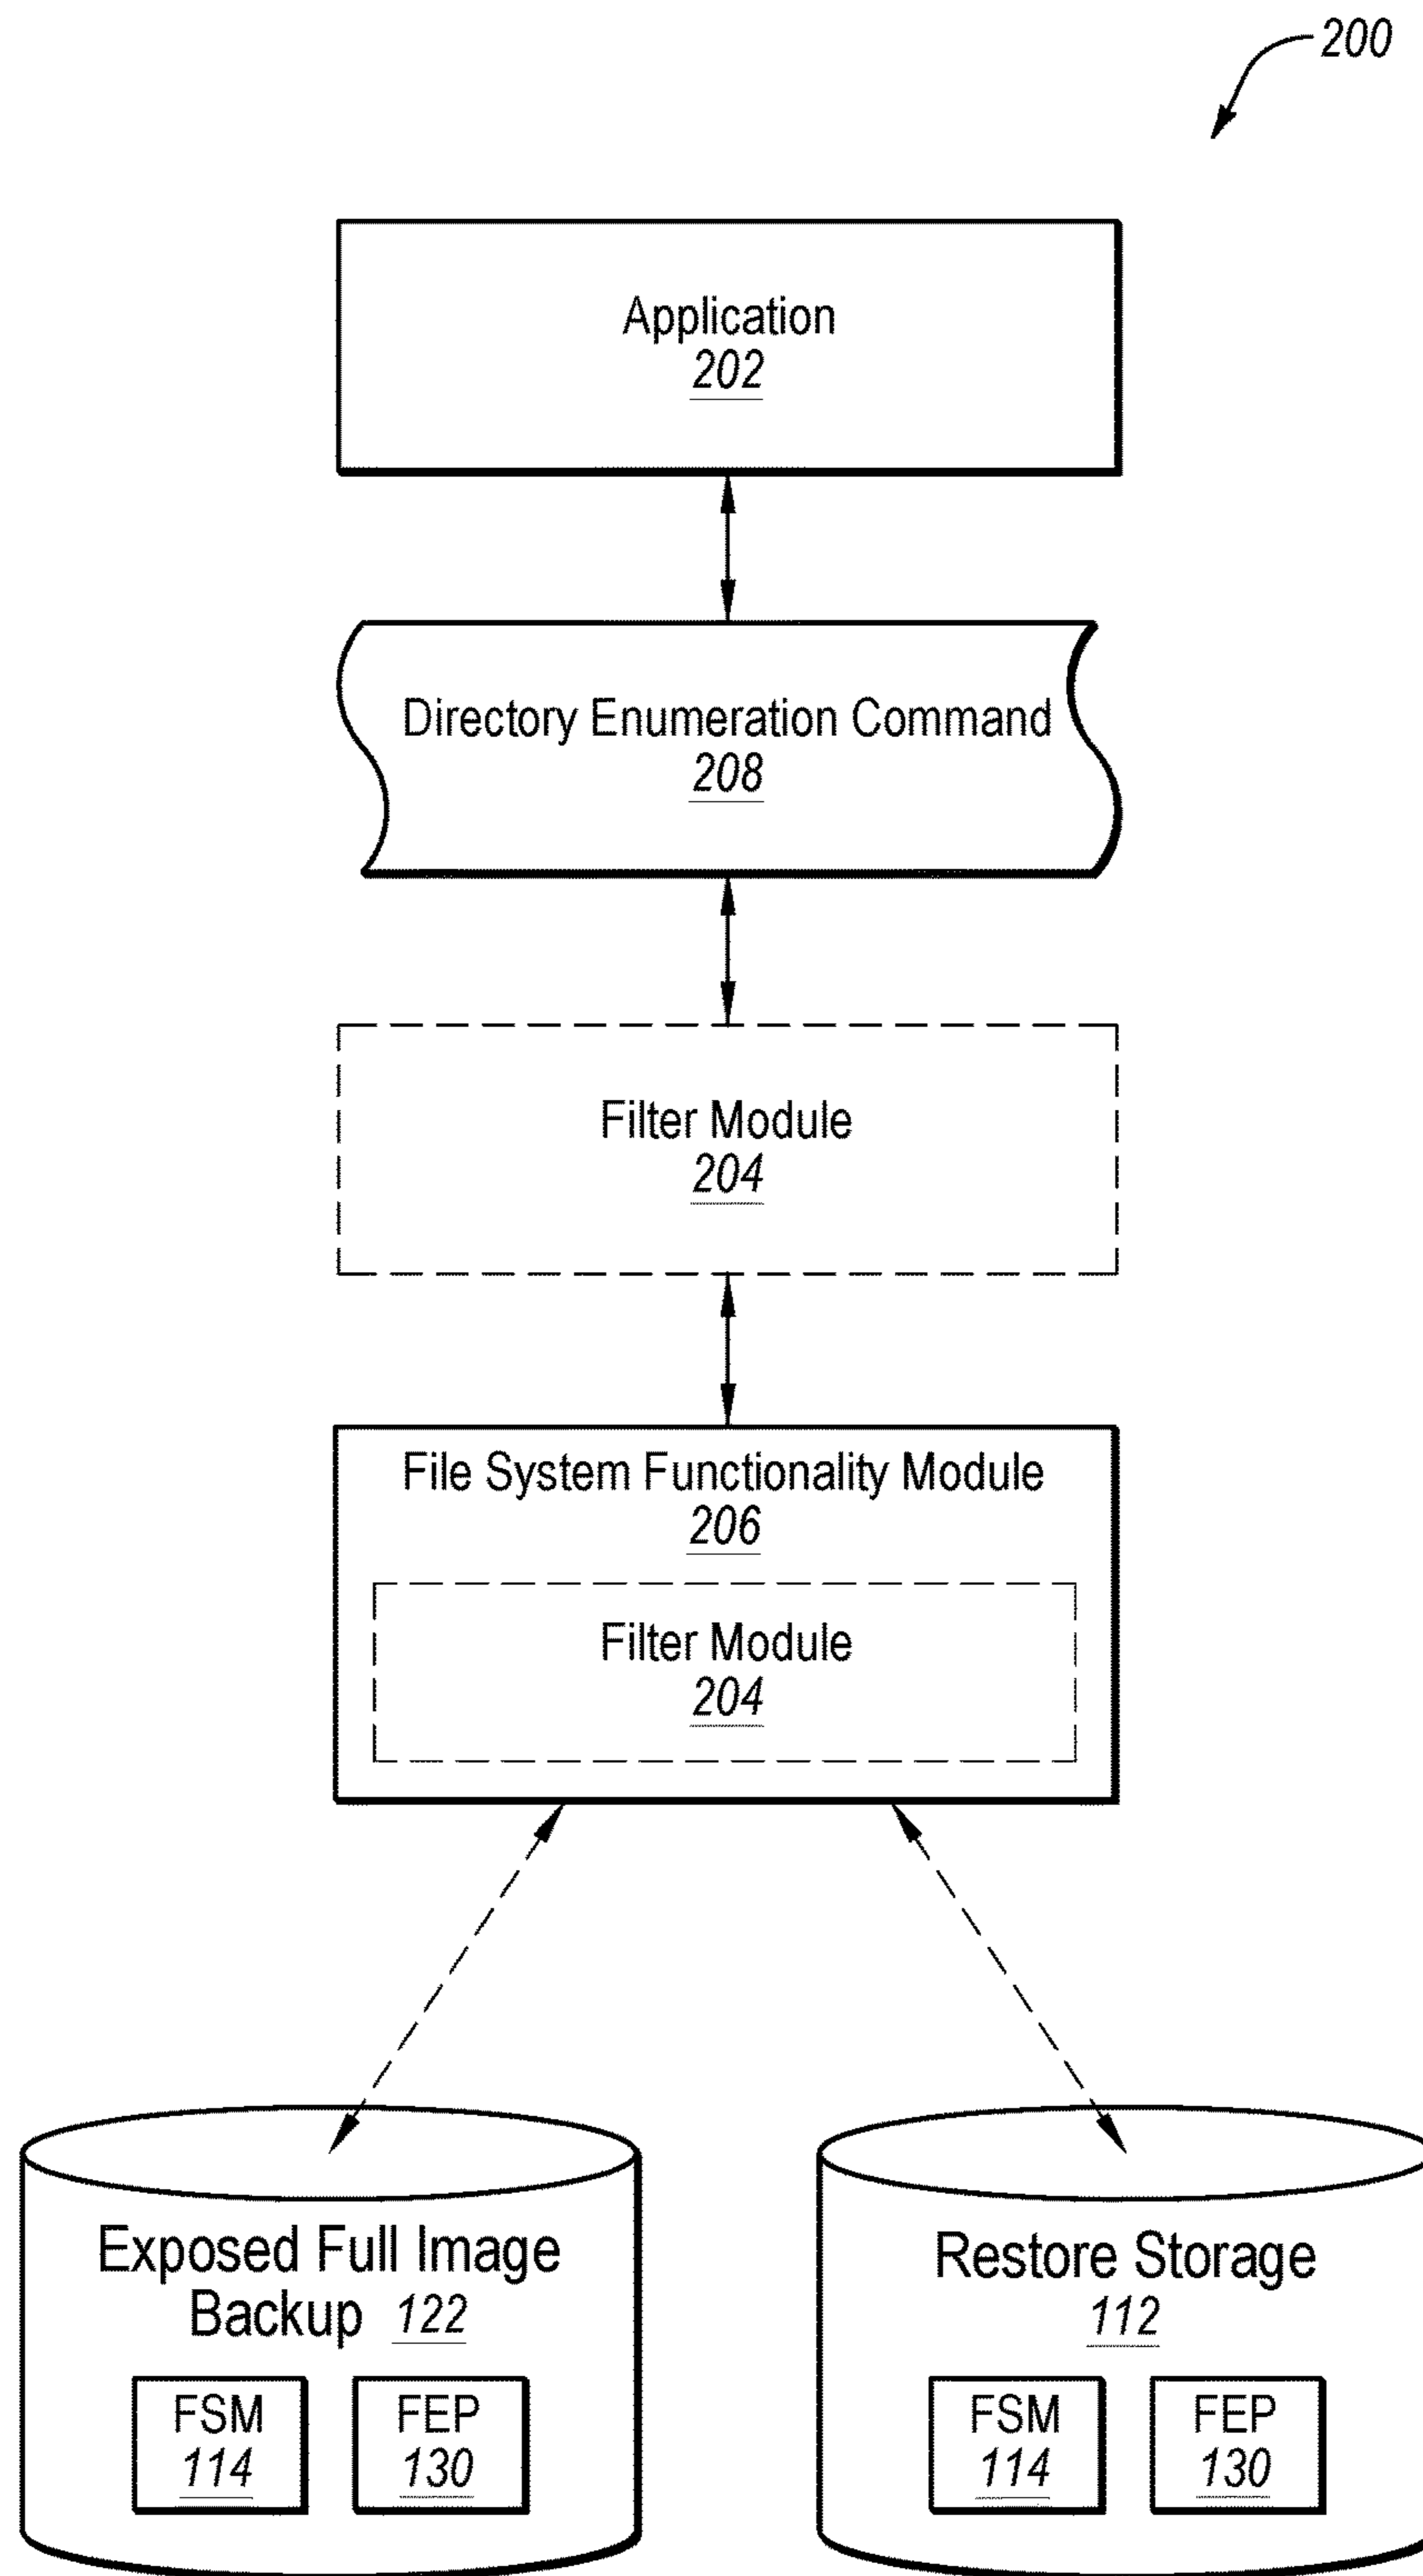 200
Application
202
Directory Enumeration Command
208
Filter Module
204
File System Functionality Module
206
Filter Module
204
Exposed Full Image
Backup 122
FSM
114
FEP
130
Restore Storage
112
FSM
114
FEP
130